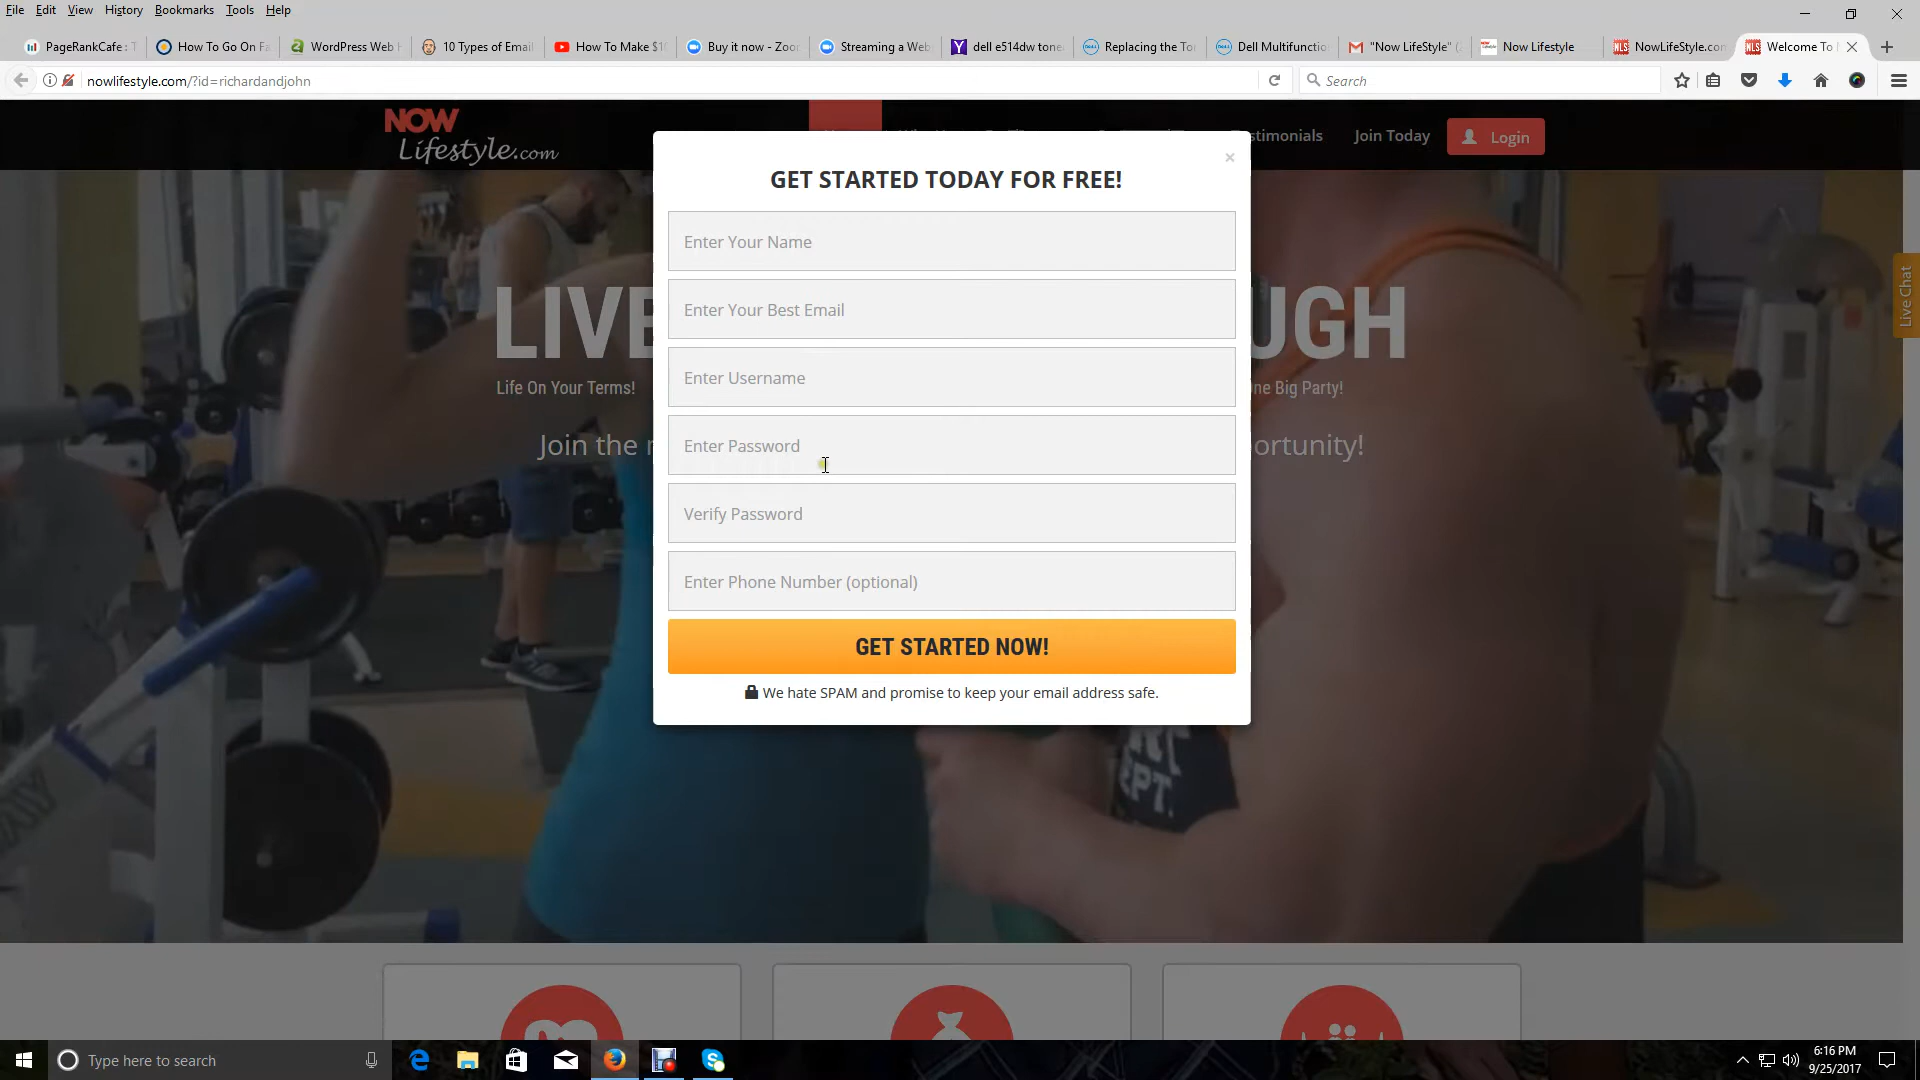 File Edit View History Bookmarks Tools Help
PageRankCafe : T
How To Go On Fa
WordPress Web H
10 Types of Email
How To Make $10
Buy it now - Zoo
Streaming a Web
dell e514dw tone
Replacing the To
Dell Multifunctio
"Now LifeStyle" (
Now Lifestyle
NowLifeStyle.com
Welcome To N
nowlifestyle.com/?id=richardandjohn
Search
NOW
Lifestyle.com
stimonials
Join Today
Login
GET STARTED TODAY FOR FREE!
Enter Your Name
Enter Your Best Email
Enter Username
Enter Password
Verify Password
Enter Phone Number (optional)
GET STARTED NOW!
We hate SPAM and promise to keep your email address safe.
LIVE
UGH
Life On Your Terms!
ne Big Party!
Join the
ortunity!
Live Chat
Type here to search
6:16 PM
9/25/2017